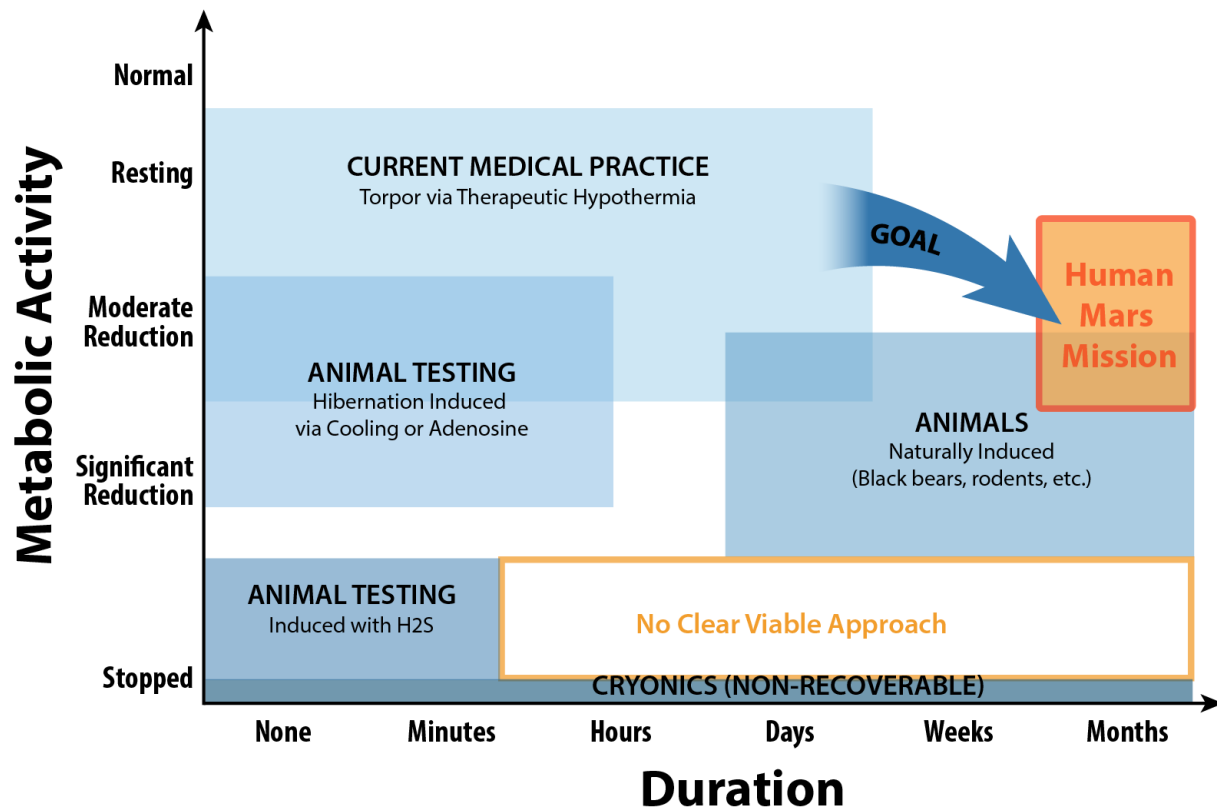 Metabolic Activity
Normal
Resting
Moderate
Reduction
Significant
Reduction
Stopped
CURRENT MEDICAL PRACTICE
Torpor via Therapeutic Hypothermia
GOAL
Human
Mars
Mission
ANIMAL TESTING
Hibernation Induced
via Cooling or Adenosine
ANIMALS
Naturally Induced
(Black bears, rodents, etc.)
ANIMAL TESTING
Induced with H2S
No Clear Viable Approach
CRYONICS (NON-RECOVERABLE)
None
Minutes
Hours
Days
Weeks
Months
Duration